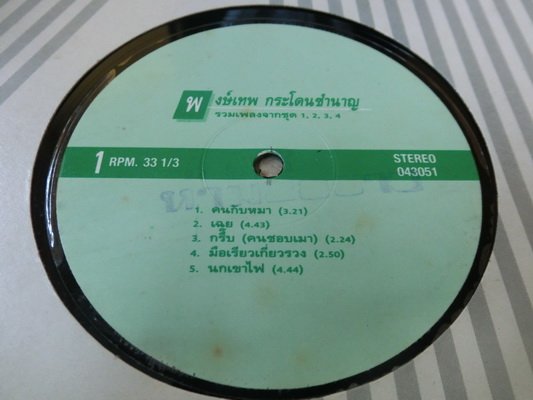 พงษ์เทพ กระโดนชำนาญ
รวมเพลงจากชุด 1, 2, 3, 4
1 RPM. 33 1/3
STEREO
043051
1. คนกับหมา (3.21)
2. เฉย (4.43)
3. กรึ๊บ (คนชอบเมา) (2.24)
4. มือเรียวเกี่ยวรวง (2.50)
5. นกเขาไฟ (4.44)